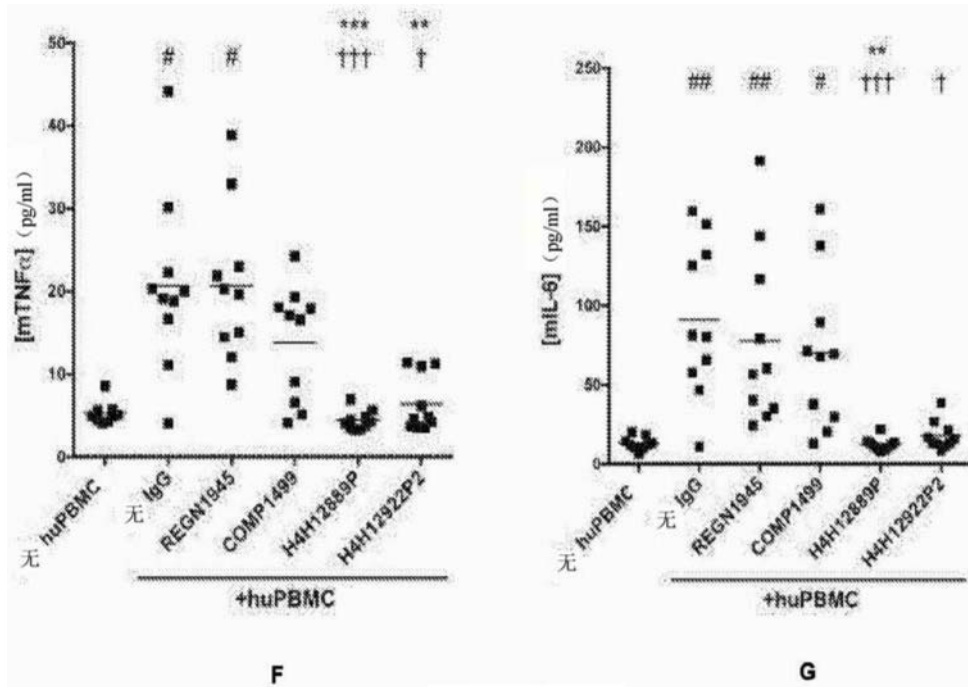 *** **
# # ††† †
50
40
30
20
10
0
[mTNFα] (pg/ml)
无 huPBMC
无 IgG
REGN1945
COMP1499
H4H12889P
H4H12922P2
+huPBMC
F
**
## ## # ††† †
250
200
150
100
50
0
[mIL-6] (pg/ml)
无 huPBMC
无 IgG
REGN1945
COMP1499
H4H12889P
H4H12922P2
+huPBMC
G